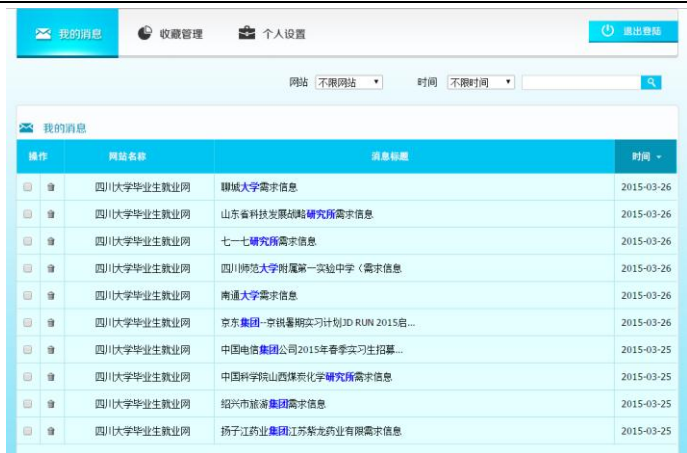 我的消息 收藏管理 个人设置 退出登陆
网站 不限网站 时间 不限时间
我的消息
操作 网站名称 消息标题 时间
四川大学毕业生就业网 聊城大学需求信息 2015-03-26
四川大学毕业生就业网 山东省科技发展战略研究所需求信息 2015-03-26
四川大学毕业生就业网 七一七研究所需求信息 2015-03-26
四川大学毕业生就业网 四川师范大学附属第一实验中学（需求信息 2015-03-26
四川大学毕业生就业网 南通大学需求信息 2015-03-26
四川大学毕业生就业网 京东集团--京锐暑期实习计划JD RUN 2015启... 2015-03-26
四川大学毕业生就业网 中国电信集团公司2015年春季实习生招募... 2015-03-25
四川大学毕业生就业网 中国科学院山西煤炭化学研究所需求信息 2015-03-25
四川大学毕业生就业网 绍兴市旅游集团需求信息 2015-03-25
四川大学毕业生就业网 扬子江药业集团江苏紫龙药业有限需求信息 2015-03-25